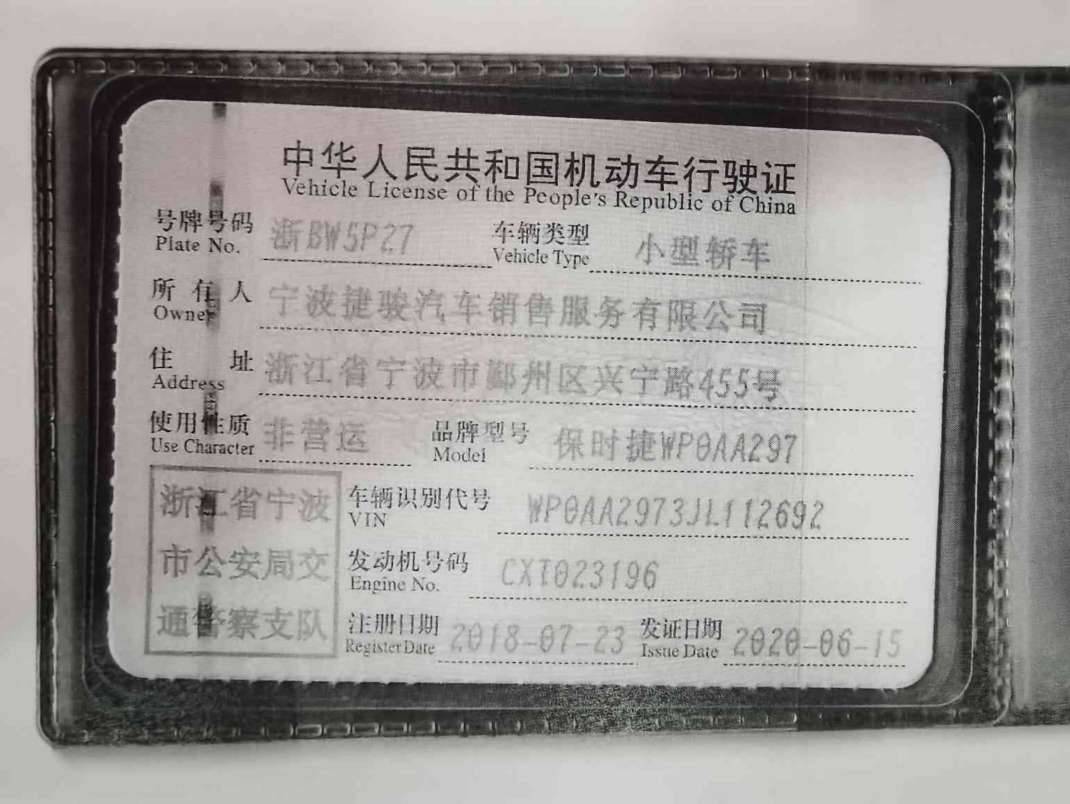 中华人民共和国机动车行驶证
Vehicle License of the People's Republic of China
号牌号码 浙BW5P27 车辆类型 小型轿车
Plate No. Vehicle Type
所有人 宁波捷骏汽车销售服务有限公司
Owner
住址 浙江省宁波市鄞州区兴宁路455号
Address
使用性质 非营运 品牌型号 保时捷WP0AA297
Use Character Model
浙江省宁波 车辆识别代号 WP0AA2973JL112692
VIN
市公安局交 发动机号码 CXT023196
Engine No.
通警察支队 注册日期 2018-07-23 发证日期 2020-06-15
Register Date Issue Date